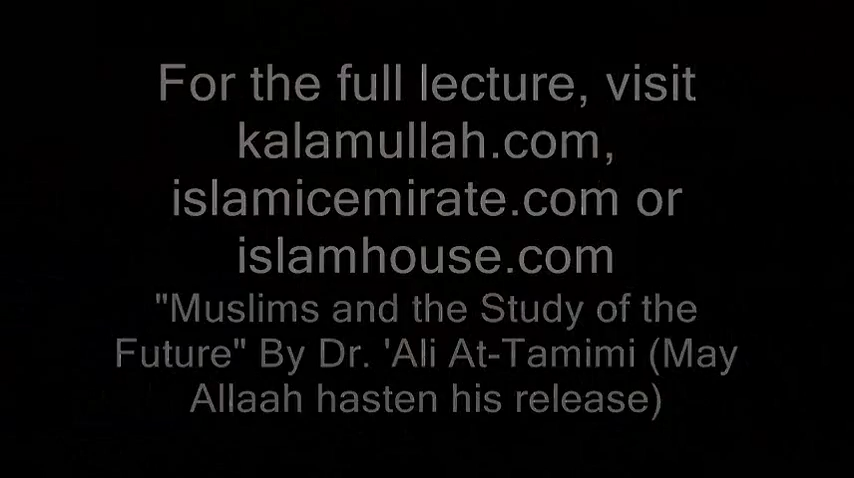 For the full lecture, visit
kalamullah.com,
islamicemirate.com or
islamhouse.com
"Muslims and the Study of the
Future" By Dr. 'Ali At-Tamimi (May
Allaah hasten his release)